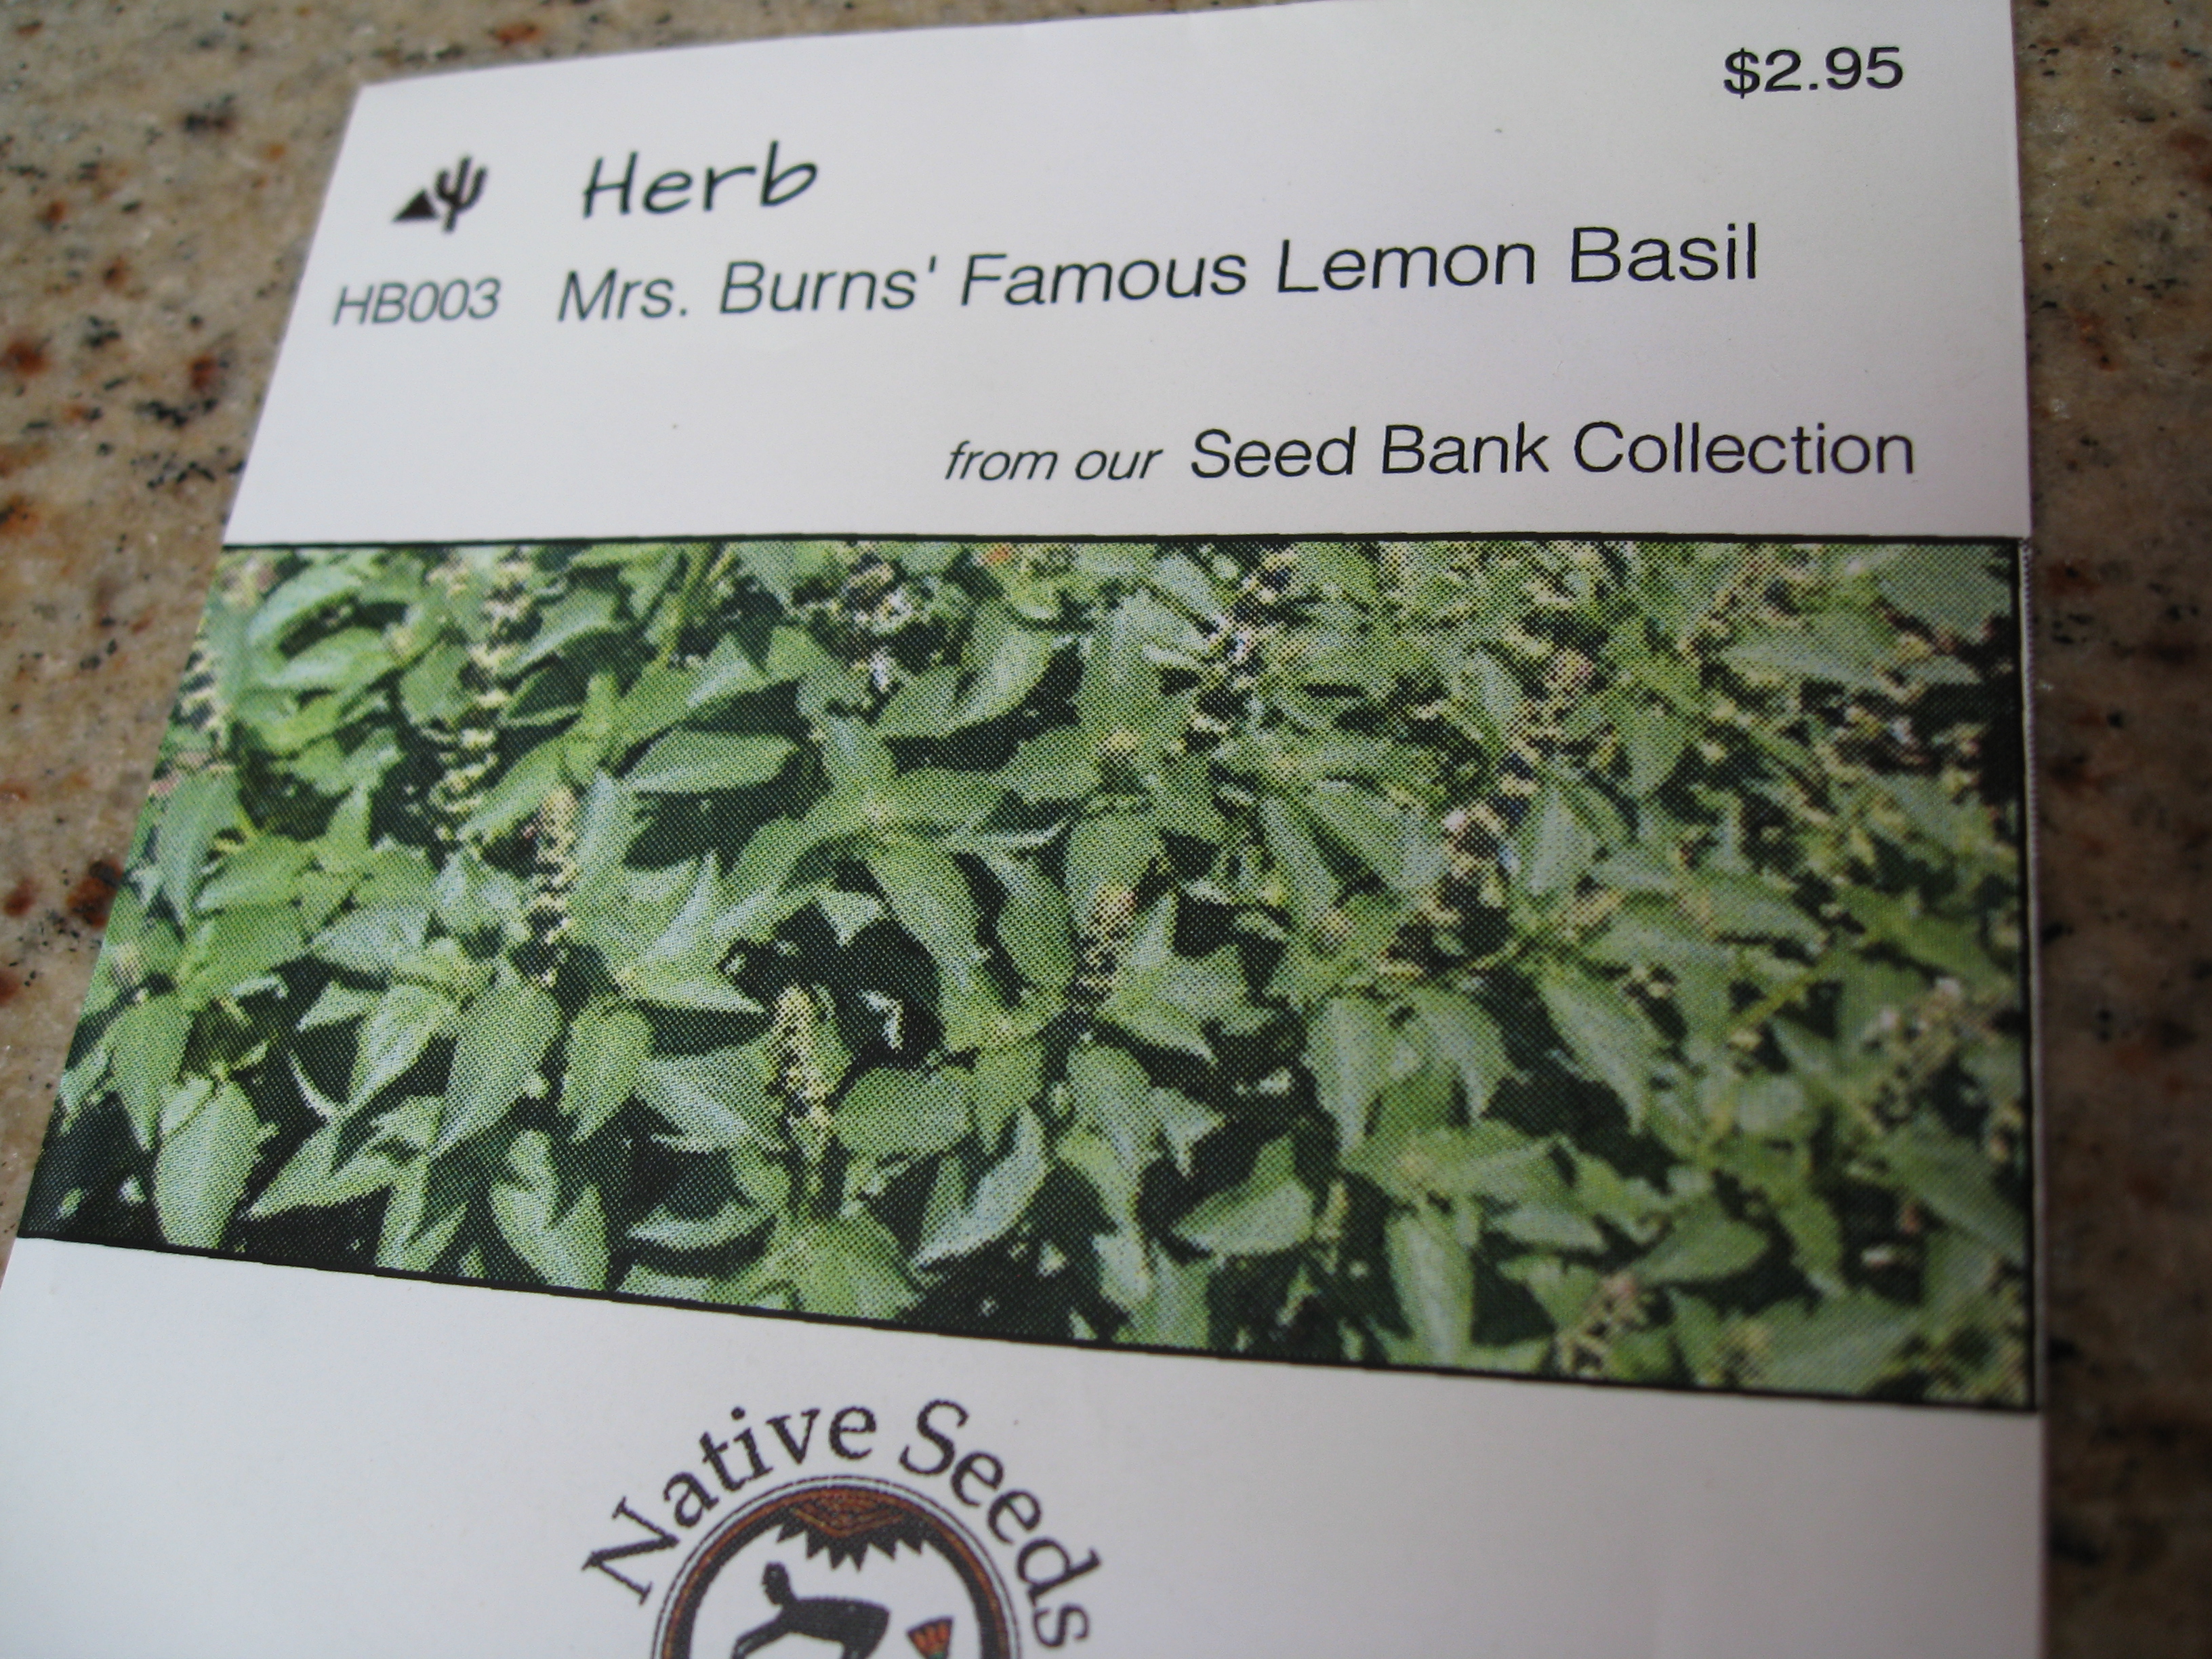 $2.95
Herb
HB003 Mrs. Burns' Famous Lemon Basil
from our Seed Bank Collection
Native Seeds